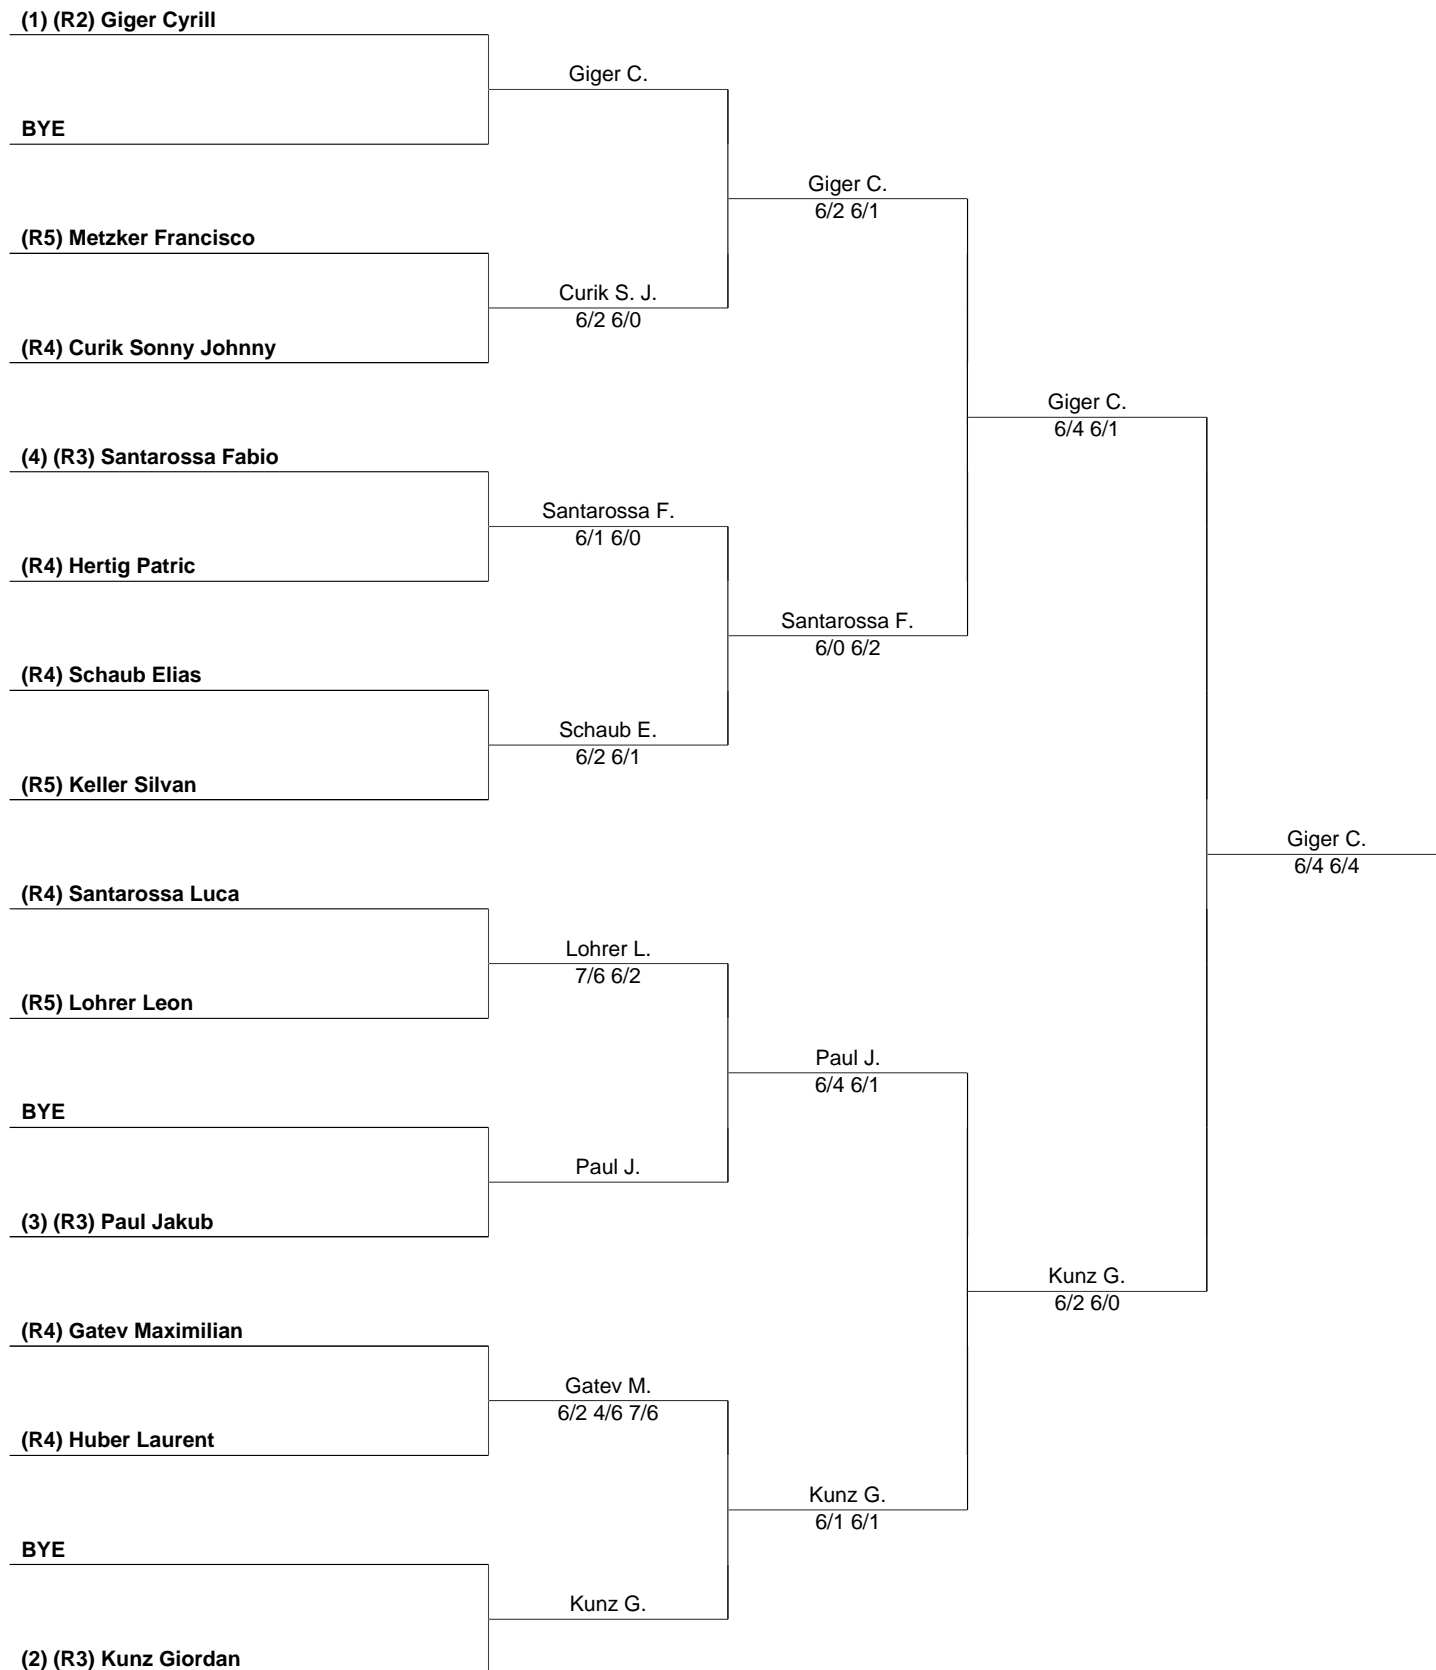 (1) (R2) Giger Cyrill
Giger C.
BYE
Giger C.
6/2 6/1
(R5) Metzker Francisco
Curik S. J.
6/2 6/0
(R4) Curik Sonny Johnny
Giger C.
6/4 6/1
(4) (R3) Santarossa Fabio
Santarossa F.
6/1 6/0
(R4) Hertig Patric
Santarossa F.
6/0 6/2
(R4) Schaub Elias
Schaub E.
6/2 6/1
(R5) Keller Silvan
Giger C.
6/4 6/4
(R4) Santarossa Luca
Lohrer L.
7/6 6/2
(R5) Lohrer Leon
Paul J.
6/4 6/1
BYE
Paul J.
(3) (R3) Paul Jakub
Kunz G.
6/2 6/0
(R4) Gatev Maximilian
Gatev M.
6/2 4/6 7/6
(R4) Huber Laurent
Kunz G.
6/1 6/1
BYE
Kunz G.
(2) (R3) Kunz Giordan